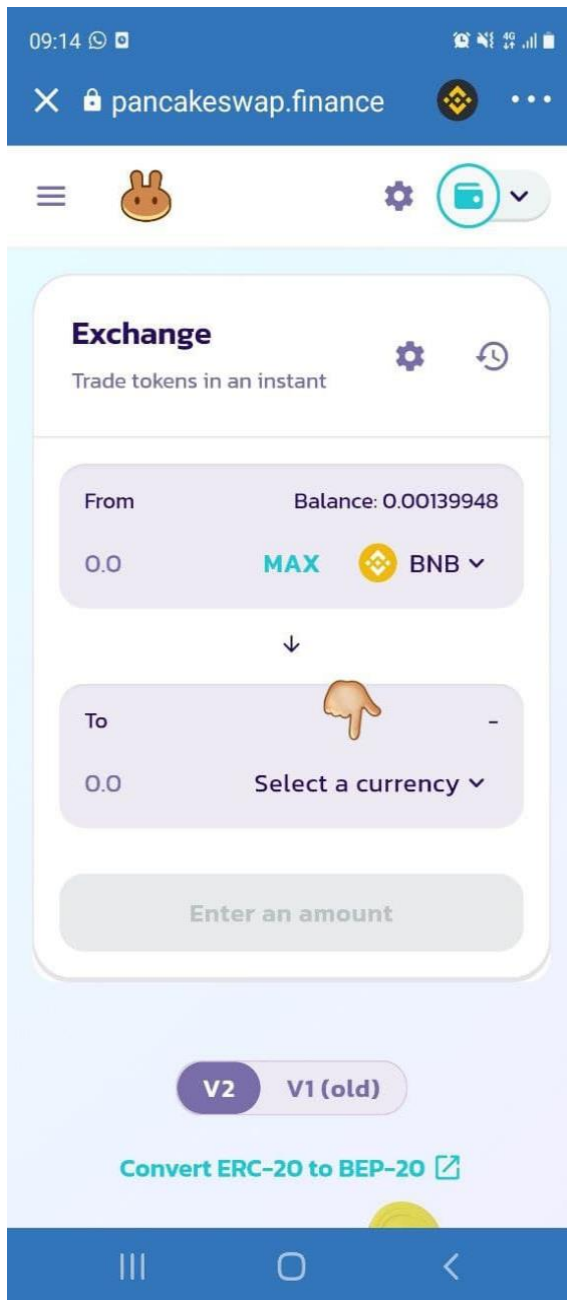 09:14
4G
pancakeswap.finance
Exchange
Trade tokens in an instant
From Balance: 0.00139948
0.0 MAX BNB
To -
0.0 Select a currency
Enter an amount
V2 V1 (old)
Convert ERC-20 to BEP-20